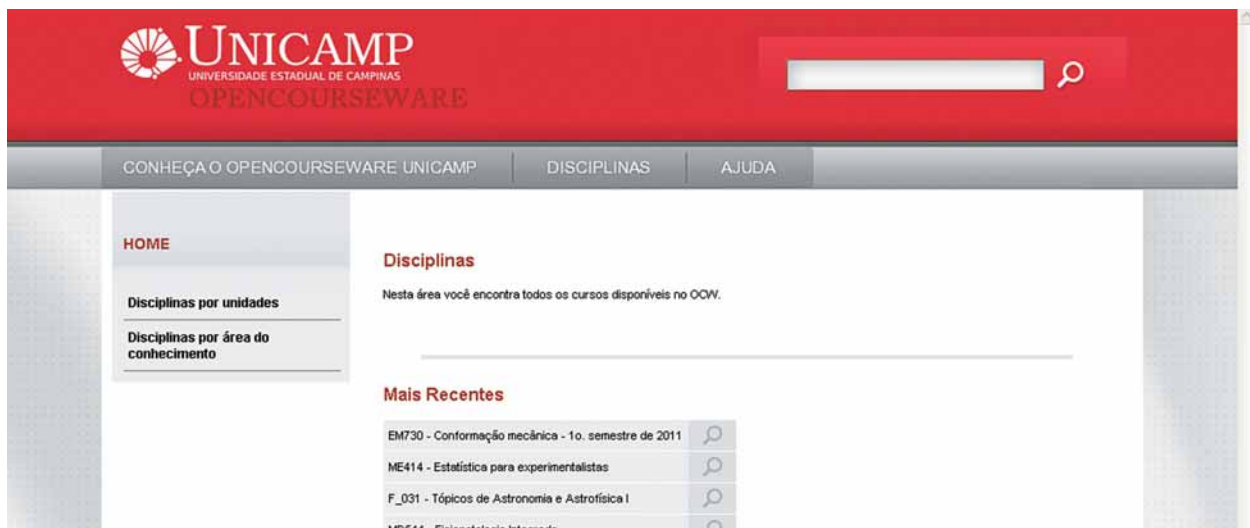 UNICAMP
UNIVERSIDADE ESTADUAL DE CAMPINAS
OPENCOURSEWARE
CONHEÇA O OPENCOURSEWARE UNICAMP
DISCIPLINAS
AJUDA
HOME
Disciplinas por unidades
Disciplinas por área do
conhecimento
Disciplinas
Nesta área você encontra todos os cursos disponíveis no OCW.
Mais Recentes
EM730 - Conformação mecânica - 1o. semestre de 2011
ME414 - Estatística para experimentalistas
F_031 - Tópicos de Astronomia e Astrofísica I